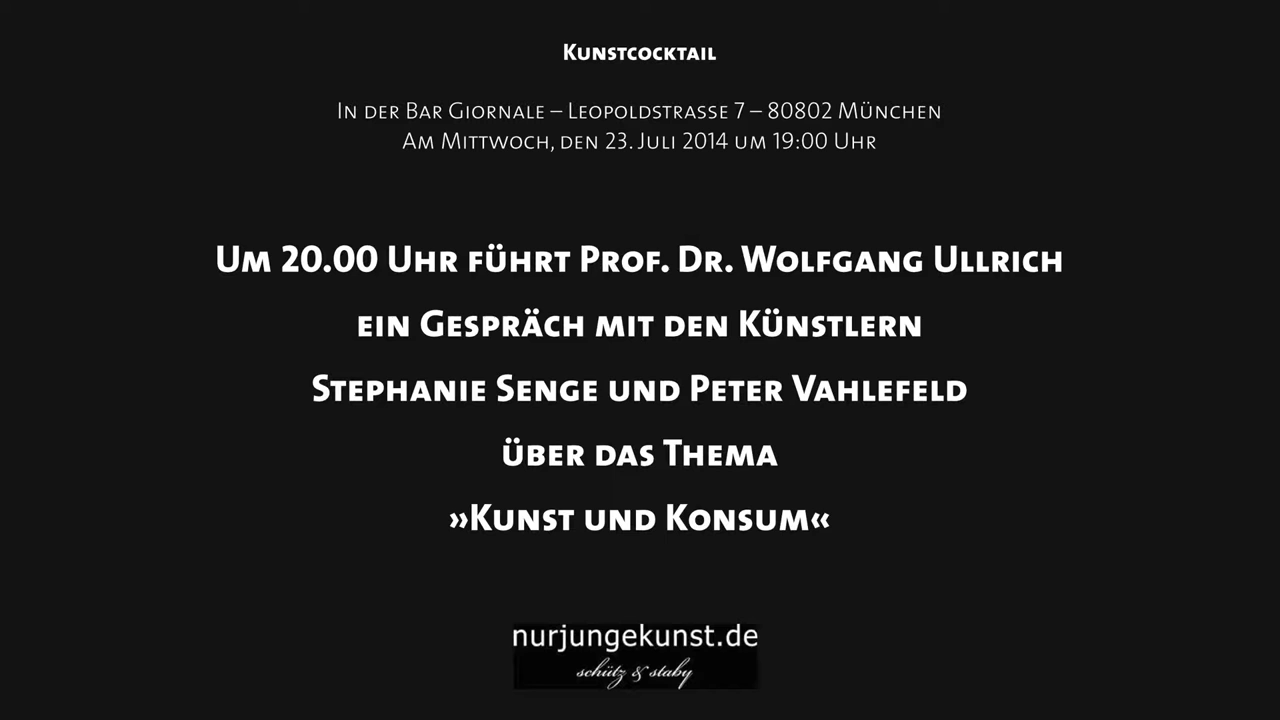 Kunstcocktail
In der Bar Giornale – Leopoldstrasse 7 – 80802 München
Am Mittwoch, den 23. Juli 2014 um 19:00 Uhr
Um 20.00 Uhr führt Prof. Dr. Wolfgang Ullrich
ein Gespräch mit den Künstlern
Stephanie Senge und Peter Vahlefeld
über das Thema
»Kunst und Konsum«
nurjungekunst.de
schütz & staby